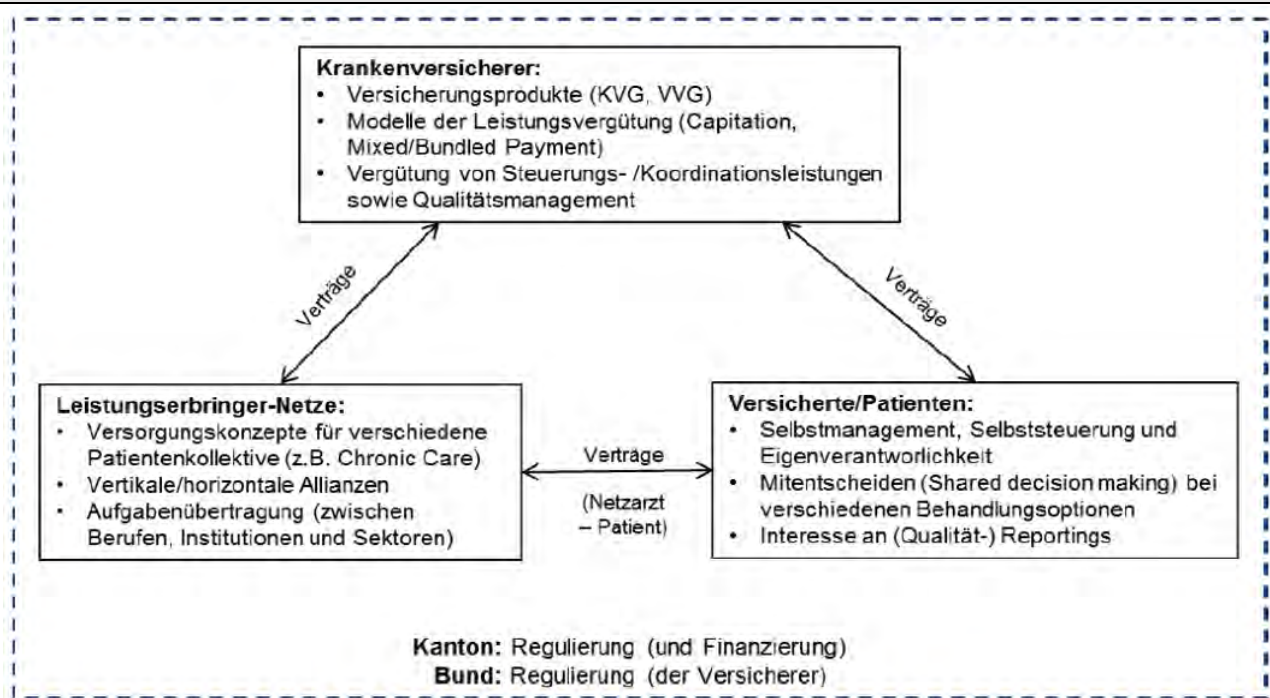 Krankenversicherer:
• Versicherungsprodukte (KVG, VVG)
• Modelle der Leistungsvergütung (Capitation,
Mixed/Bundled Payment)
• Vergütung von Steuerungs- /Koordinationsleistungen
sowie Qualitätsmanagement
Verträge
Verträge
Leistungserbringer-Netze:
• Versorgungskonzepte für verschiedene
Patientenkollektive (z.B. Chronic Care)
• Vertikale/horizontale Allianzen
• Aufgabenübertragung (zwischen
Berufen, Institutionen und Sektoren)
Verträge
(Netzarzt
– Patient)
Versicherte/Patienten:
• Selbstmanagement, Selbststeuerung und
Eigenverantworlichkeit
• Mitentscheiden (Shared decision making) bei
verschiedenen Behandlungsoptionen
• Interesse an (Qualität-) Reportings
Kanton: Regulierung (und Finanzierung)
Bund: Regulierung (der Versicherer)